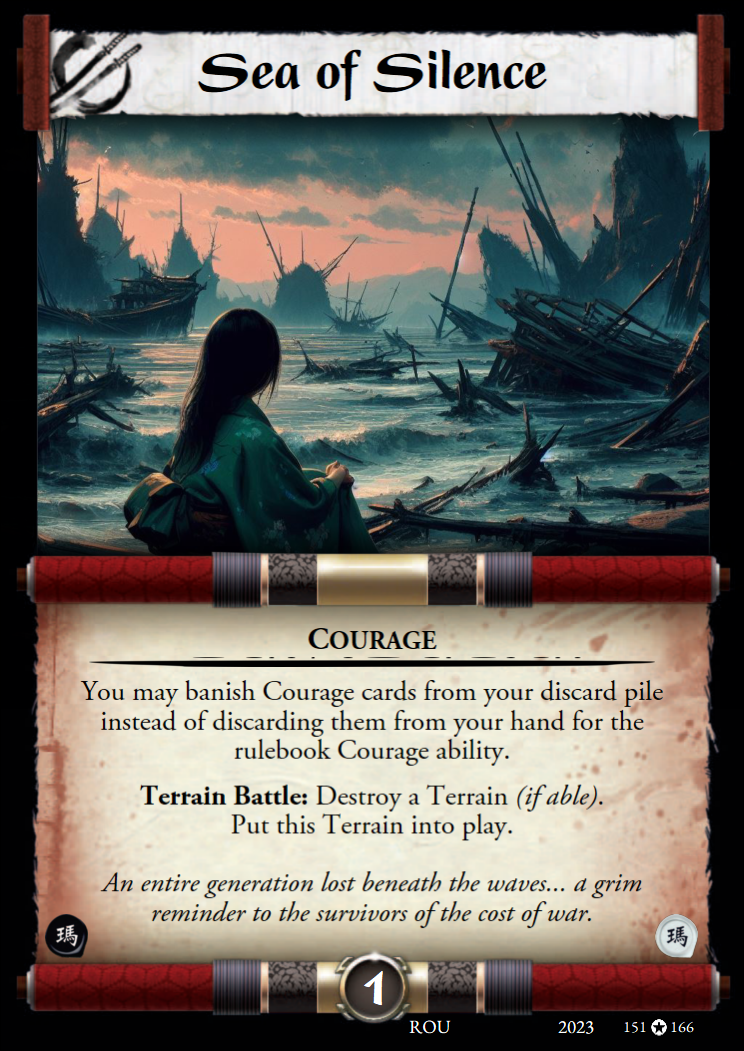 Sea of Silence
COURAGE
You may banish Courage cards from your discard pile
instead of discarding them from your hand for the
rulebook Courage ability.
Terrain Battle: Destroy a Terrain (if able).
Put this Terrain into play.
An entire generation lost beneath the waves... a grim
reminder to the survivors of the cost of war.
瑪 瑪
1
ROU 2023 151 ✪ 166